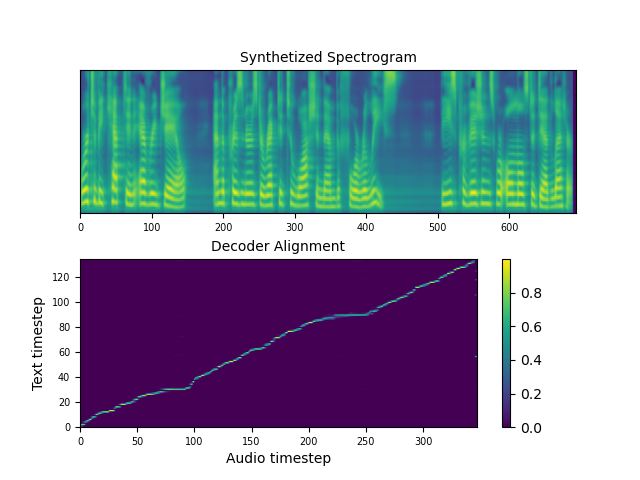 Synthetized Spectrogram
0 100 200 300 400 500 600
Decoder Alignment
Text timestep
120
100
80
60
40
20
0
0 50 100 150 200 250 300
Audio timestep
0.8
0.6
0.4
0.2
0.0